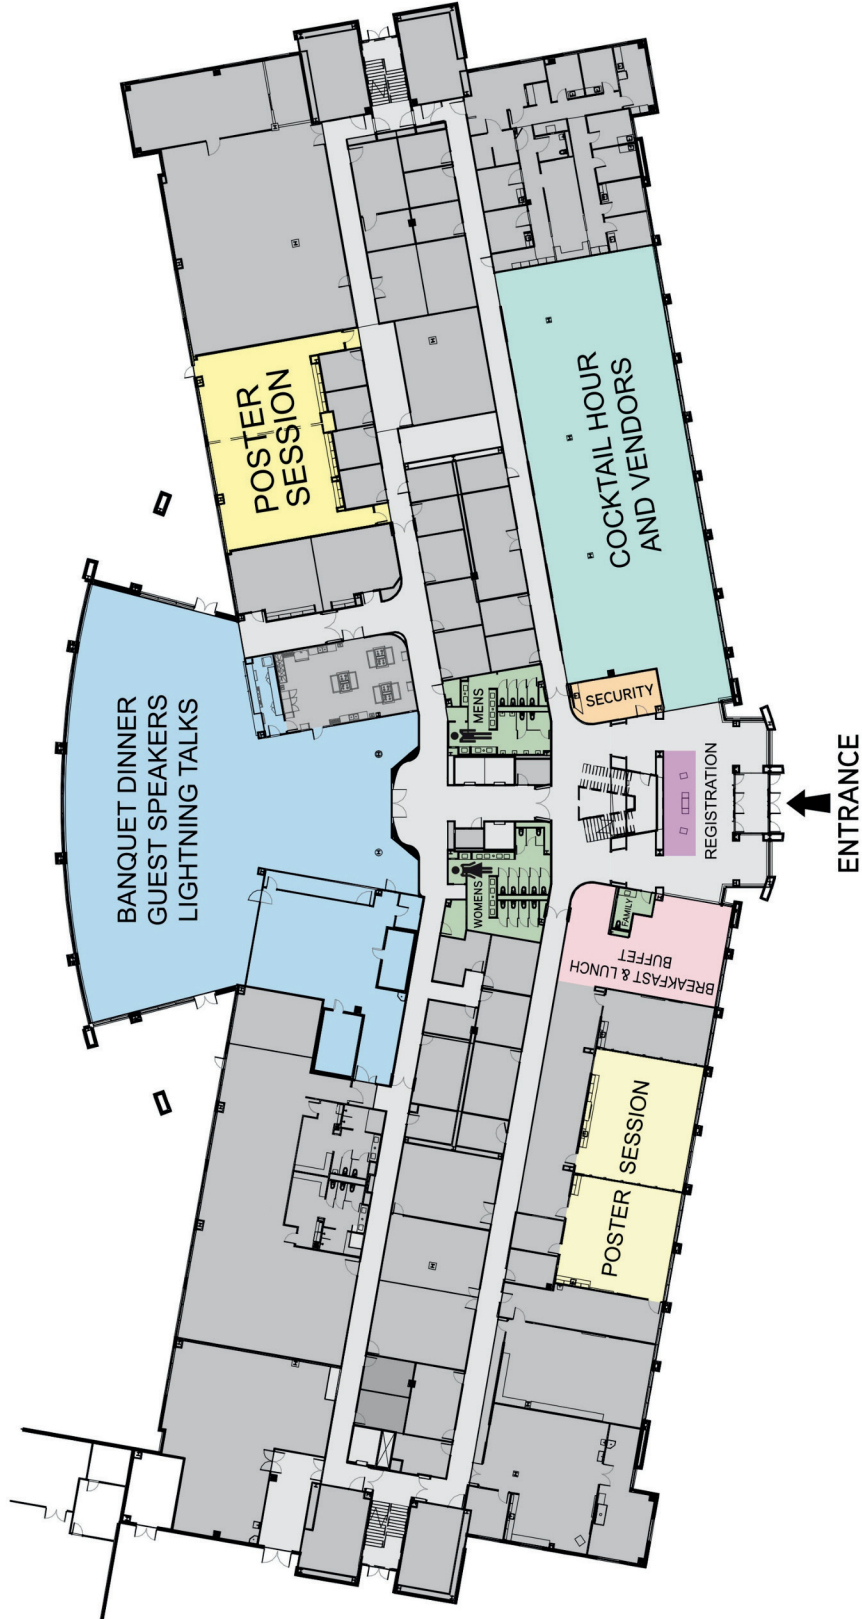 BANQUET DINNER
GUEST SPEAKERS
LIGHTNING TALKS
POSTER
SESSION
COCKTAIL HOUR
AND VENDORS
MENS
WOMENS
SECURITY
REGISTRATION
FAMILY
BREAKFAST & LUNCH
BUFFET
POSTER SESSION
ENTRANCE